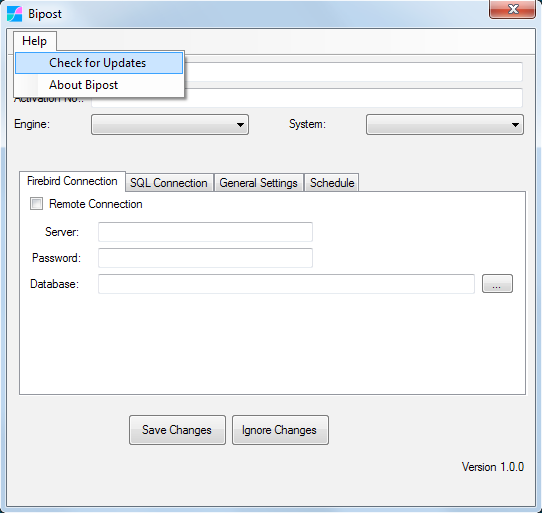 Bipost
Help
Check for Updates
About Bipost
Activation No.:
Engine:
System:
Firebird Connection
SQL Connection
General Settings
Schedule
Remote Connection
Server:
Password:
Database:
...
Save Changes
Ignore Changes
Version 1.0.0